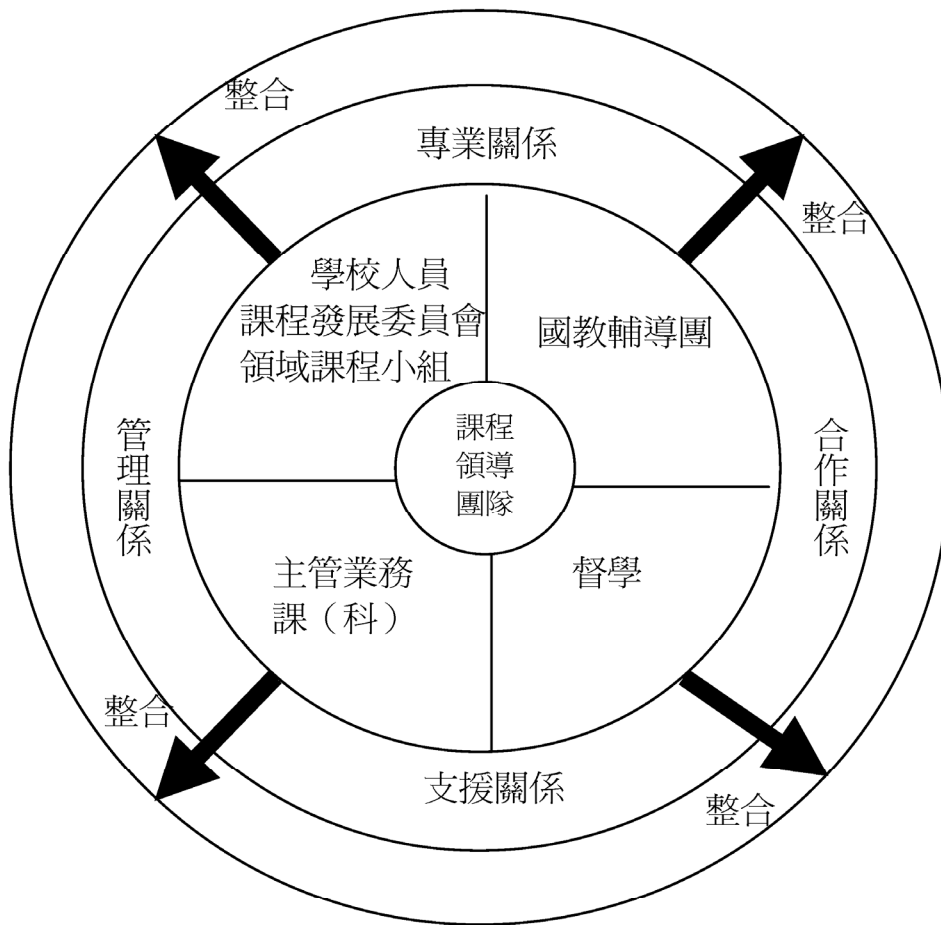 整合
專業關係
整合
學校人員
課程發展委員會
領域課程小組
國教輔導團
課程
領導
團隊
管理關係
合作關係
主管業務
課（科）
督學
整合
支援關係
整合